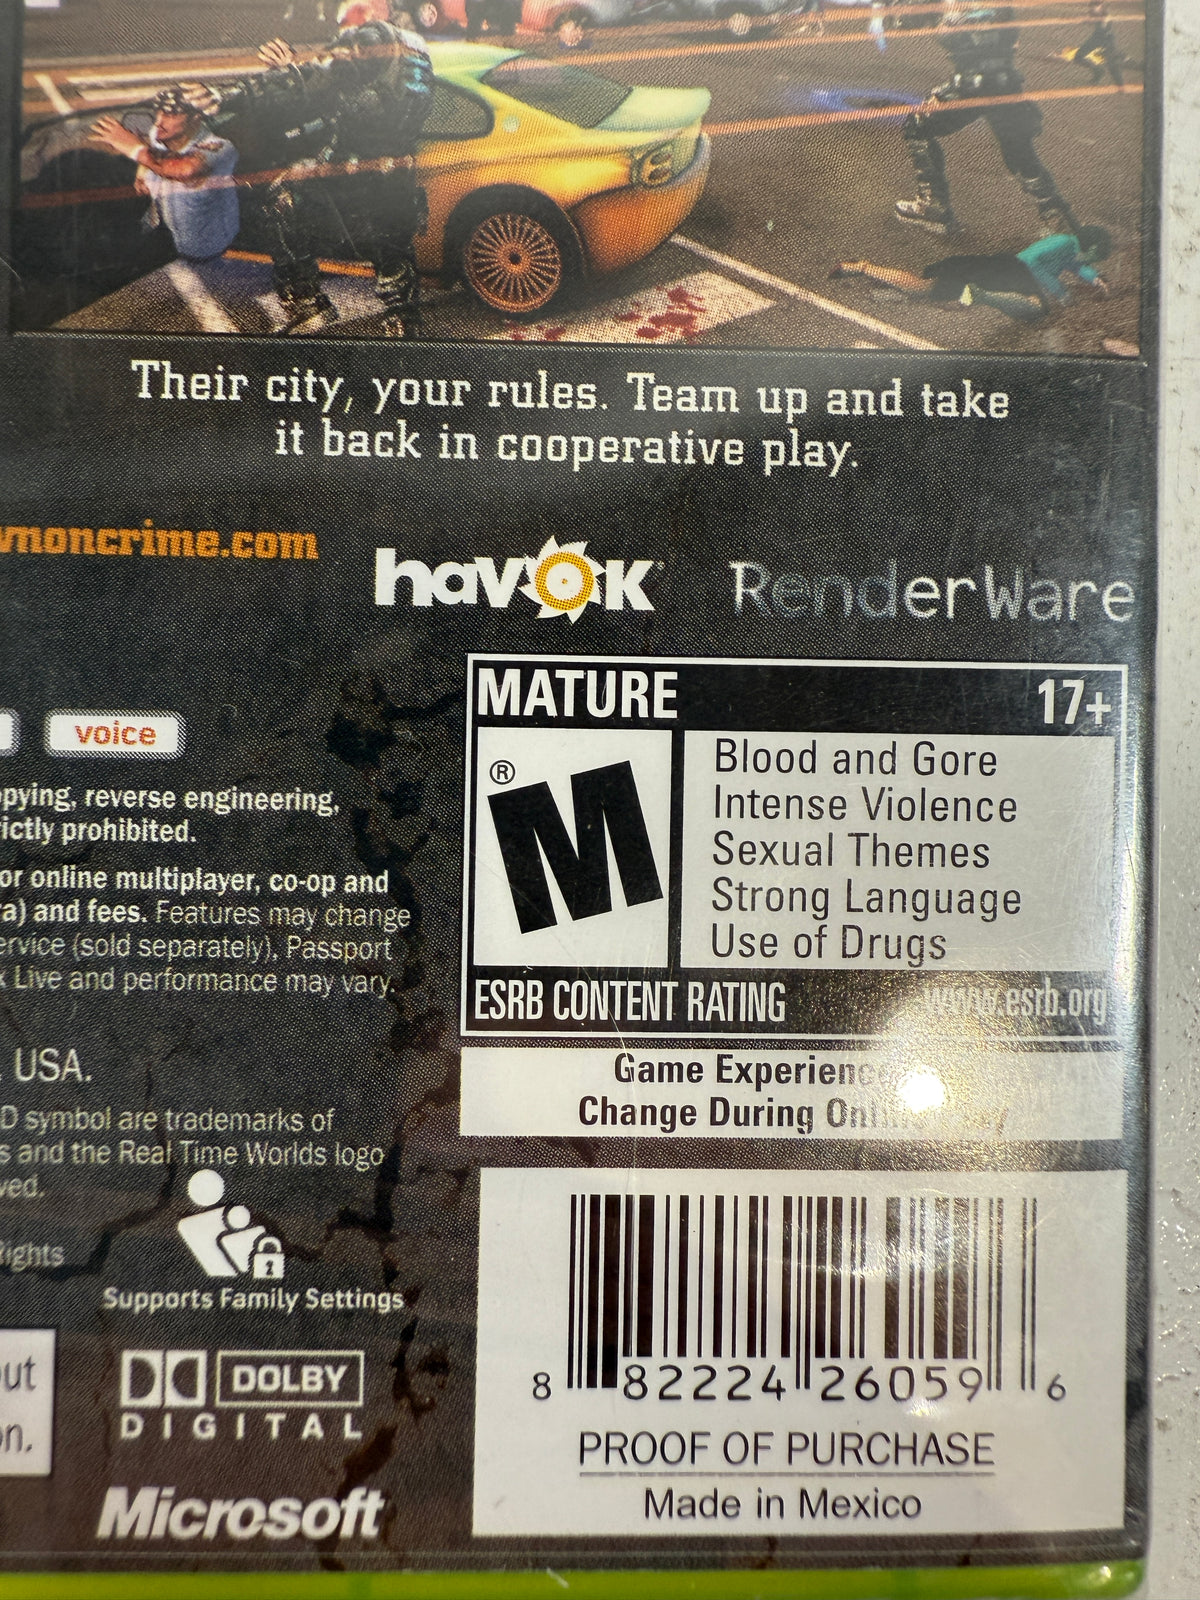 Their city, your rules. Team up and take
it back in cooperative play.
moncrime.com
havok
RenderWare
MATURE 17+
® M
Blood and Gore
Intense Violence
Sexual Themes
Strong Language
Use of Drugs
ESRB CONTENT RATING www.esrb.org
Game Experience
Change During Online Play
voice
pying, reverse engineering,
ictly prohibited.
or online multiplayer, co-op and
ra) and fees. Features may change
ervice (sold separately), Passport
Live and performance may vary.
USA.
D symbol are trademarks of
s and the Real Time Worlds logo
ved.
Rights
Supports Family Settings
ut
n.
DOLBY
DIGITAL
Microsoft
8 82224 26059 6
PROOF OF PURCHASE
Made in Mexico